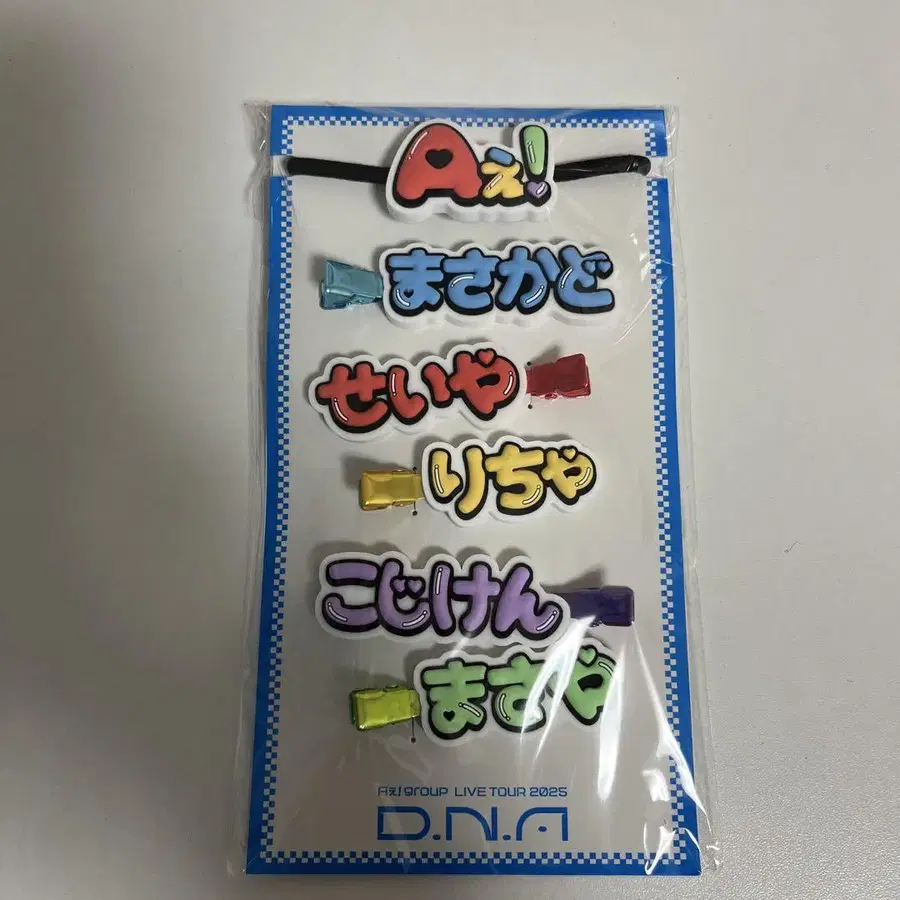 Aぇ!
まさかど
せいや
りちゃ
こじけん
まさや
Aぇ! group LIVE TOUR 2025
D.N.A